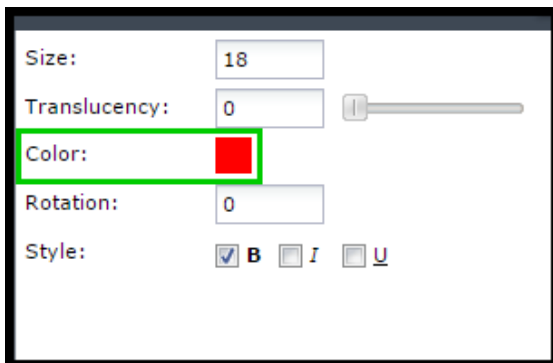 Size: 18
Translucency: 0
Color:
Rotation: 0
Style: B I U